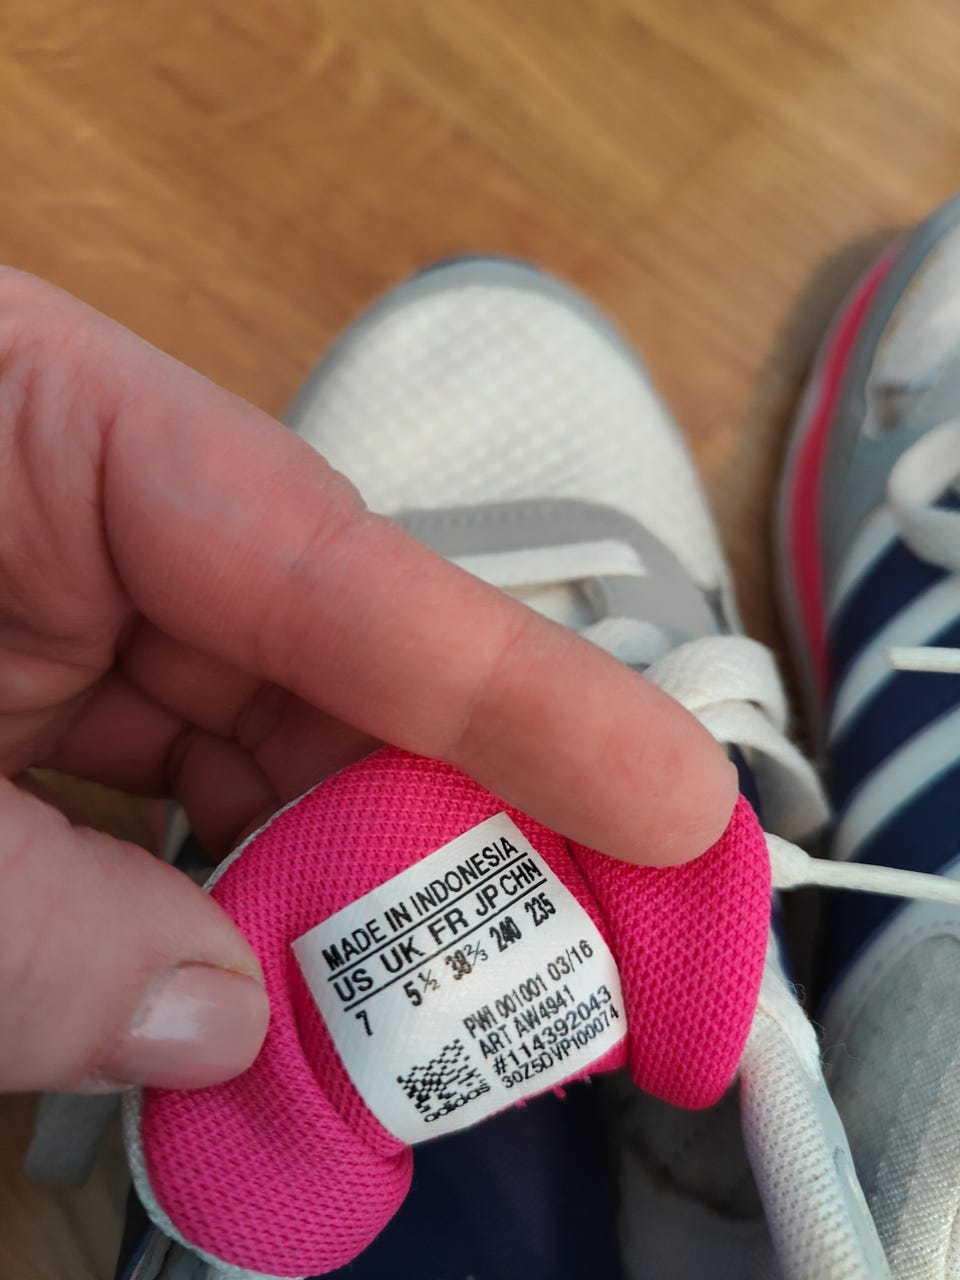 MADE IN INDONESIA
US UK FR JP CHN
7 5½ 38⅔ 240 235
PWI 001001 03/16
ART AW4941
#114392043
30Z5DVP100074
adidas